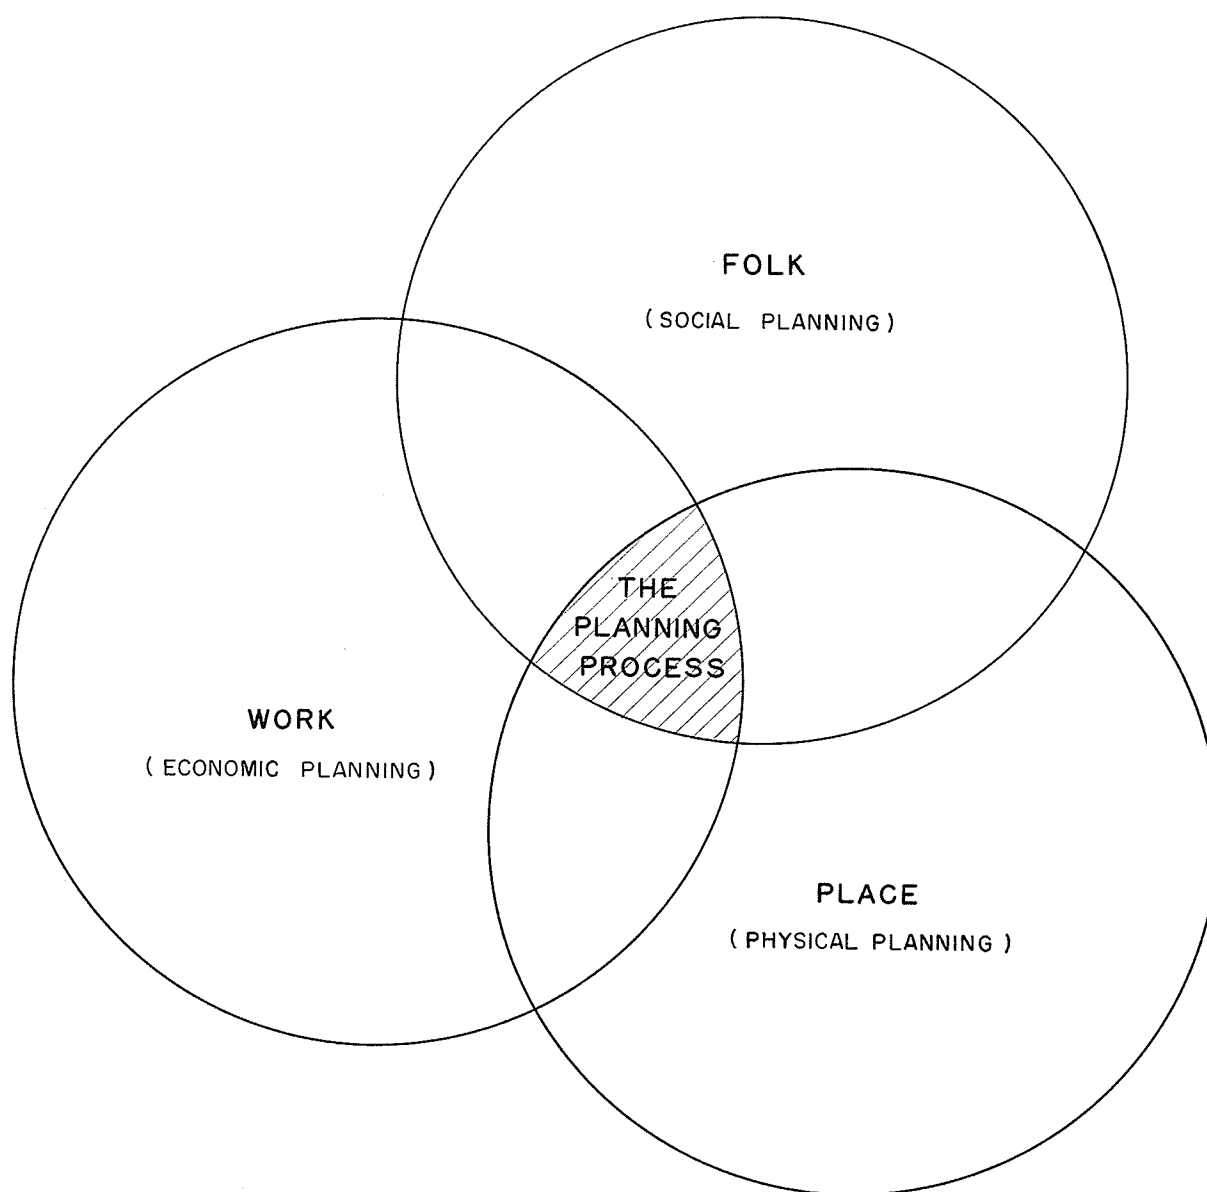 FOLK
(SOCIAL PLANNING)
THE
PLANNING
PROCESS
WORK
(ECONOMIC PLANNING)
PLACE
(PHYSICAL PLANNING)